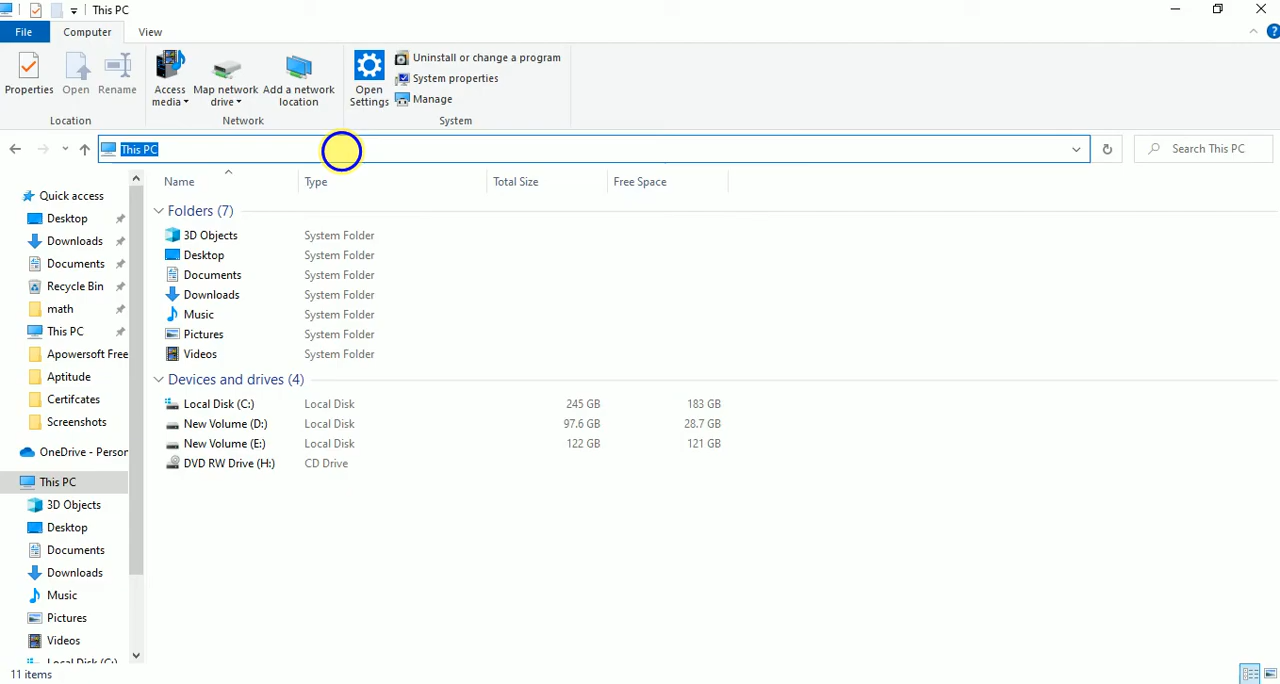 This PC
File Computer View
Properties Open Rename Access media Map network drive Add a network location Open Settings Uninstall or change a program
System properties
Manage
Location Network System
This PC Search This PC
Name Type Total Size Free Space
Quick access
Desktop
Downloads
Documents
Recycle Bin
math
This PC
Apowersoft Free
Aptitude
Certifcates
Screenshots
OneDrive - Person
This PC
3D Objects
Desktop
Documents
Downloads
Music
Pictures
Videos
Local Disk (C:)
Folders (7)
3D Objects System Folder
Desktop System Folder
Documents System Folder
Downloads System Folder
Music System Folder
Pictures System Folder
Videos System Folder
Devices and drives (4)
Local Disk (C:) Local Disk 245 GB 183 GB
New Volume (D:) Local Disk 97.6 GB 28.7 GB
New Volume (E:) Local Disk 122 GB 121 GB
DVD RW Drive (H:) CD Drive
11 items